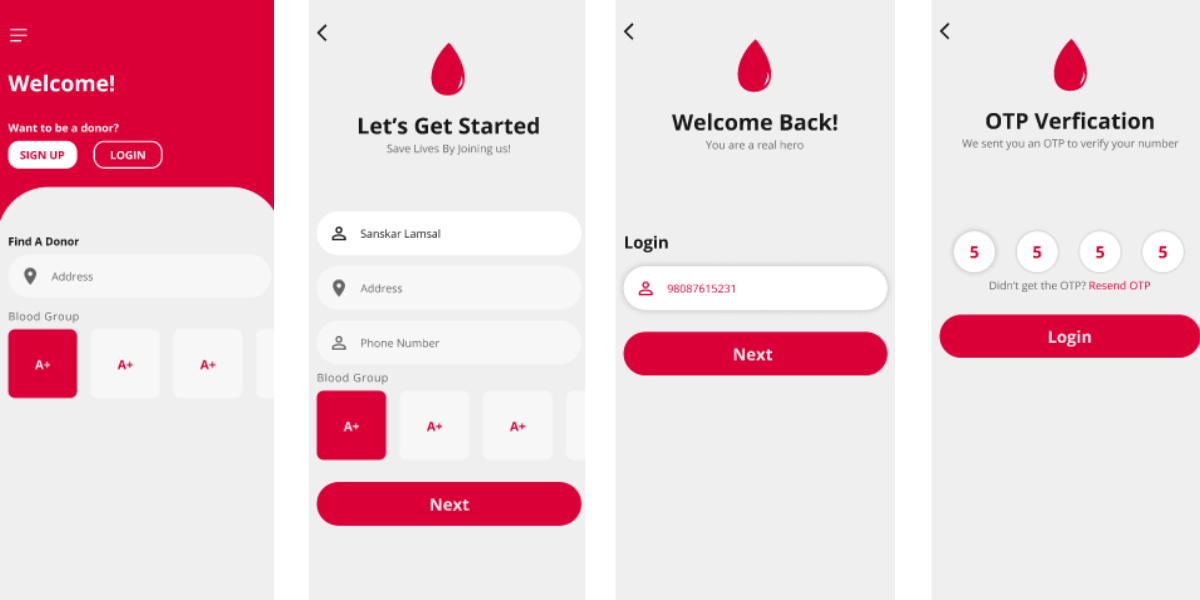 Welcome!
Want to be a donor?
SIGN UP
LOGIN
Find A Donor
Address
Blood Group
A+
A+
A+
Let's Get Started
Save Lives By Joining us!
Sanskar Lamsal
Address
Phone Number
Blood Group
A+
A+
A+
Next
Welcome Back!
You are a real hero
Login
98087615231
Next
OTP Verfication
We sent you an OTP to verify your number
5 5 5 5
Didn't get the OTP? Resend OTP
Login